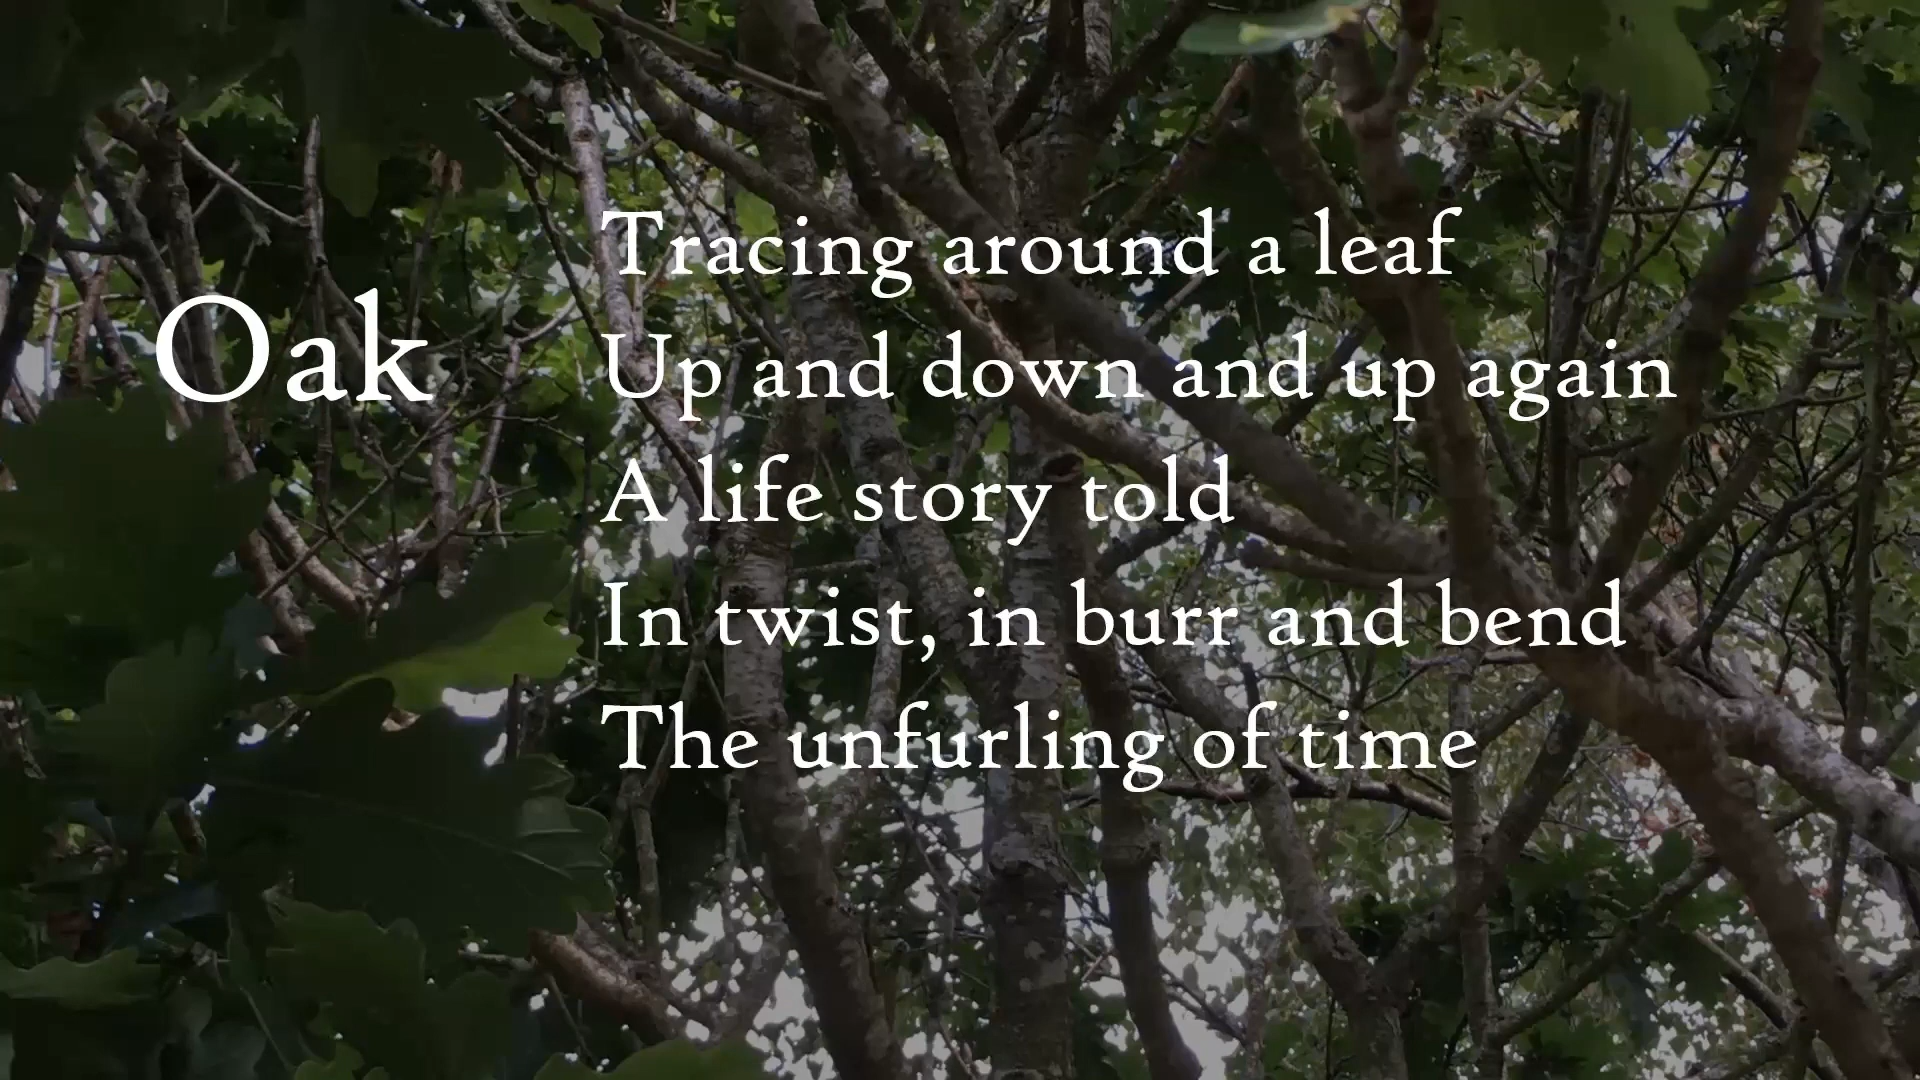 Oak
Tracing around a leaf
Up and down and up again
A life story told
In twist, in burr and bend
The unfurling of time